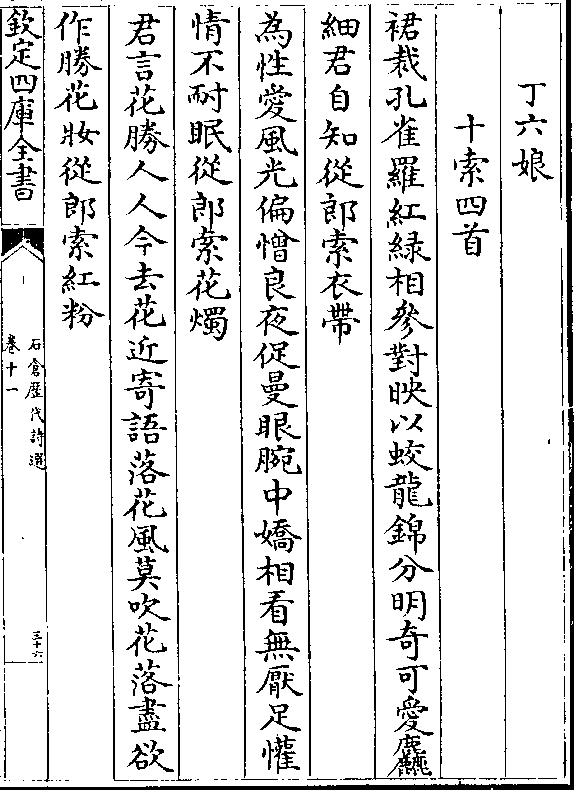 丁六娘
十索四首
裙裁孔雀羅紅緑相參對映以蛟龍錦分明奇可愛麤
細君自知從郎索衣帶
為性愛風光偏憎良夜促曼眼腕中嬌相看無厭足懽
情不耐眠從郎索花燭
君言花勝人人今去花近寄語落花風莫吹花落盡欲
作勝花妝從郎索紅粉
欽定四庫全書
石倉歷代詩選
卷十一
三十六